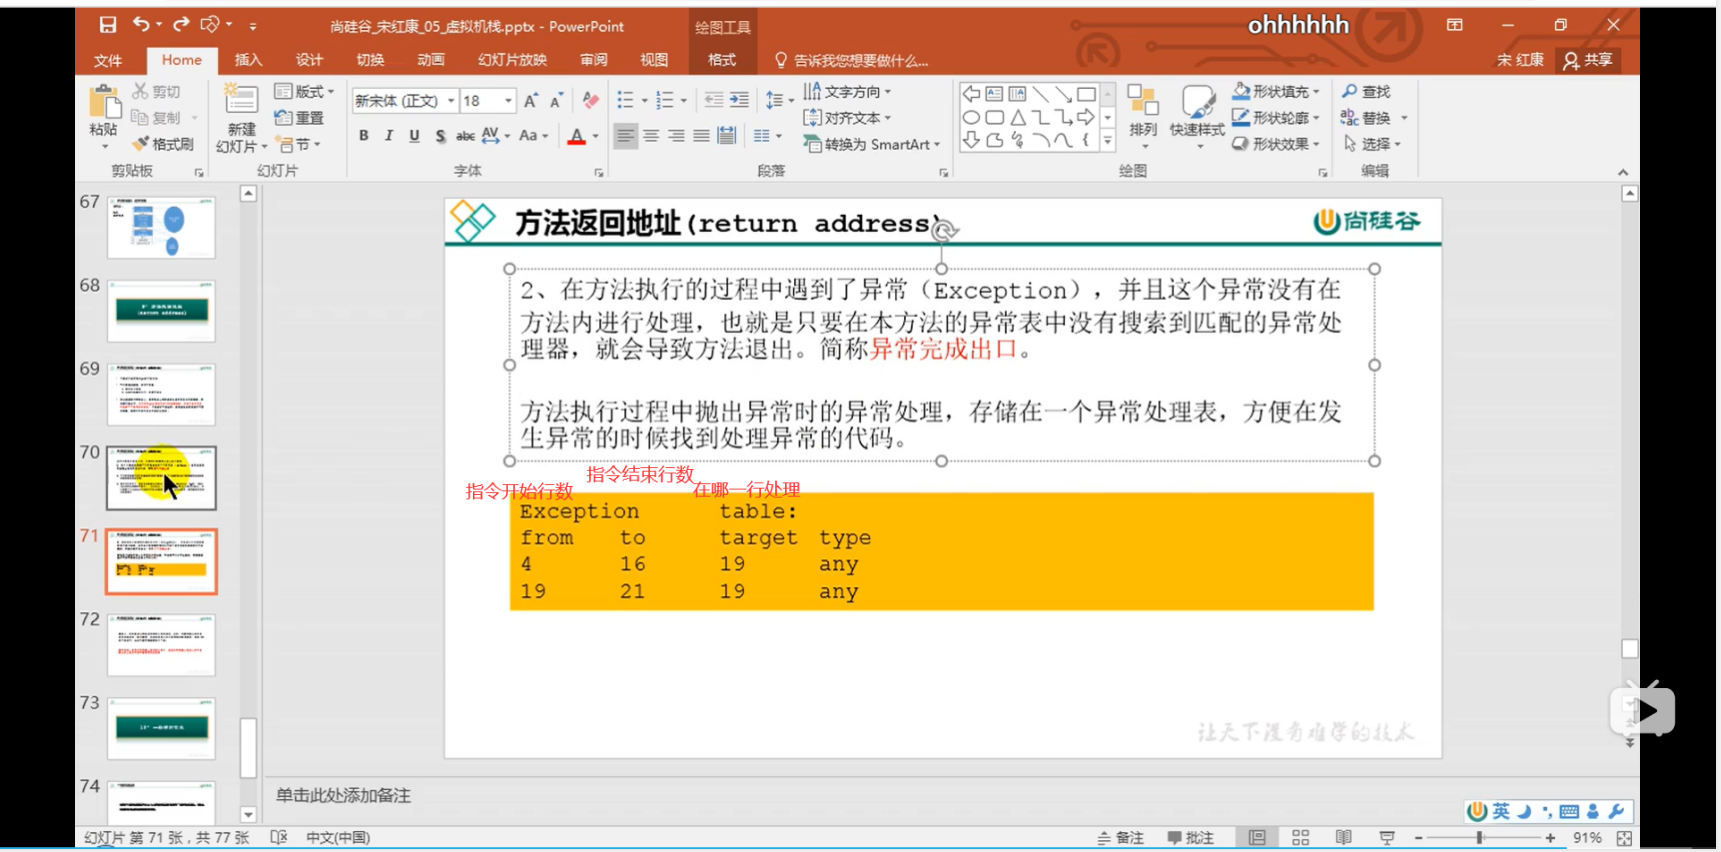 尚硅谷_宋红康_05_虚拟机栈.pptx - PowerPoint
绘图工具
ohhhhhh
文件 Home 插入 设计 切换 动画 幻灯片放映 审阅 视图 格式 告诉我您想要做什么... 宋 红康 共享
粘贴
剪切
复制
格式刷
剪贴板
新建
幻灯片
版式
重置
节
幻灯片
新宋体 (正文) 18
B I U S abc AV Aa A
字体
文字方向
对齐文本
转换为 SmartArt
段落
排列
快速样式
形状填充
形状轮廓
形状效果
绘图
查找
替换
选择
编辑
67
68
69
70
71
72
73
74
方法返回地址(return address)
尚硅谷
2、在方法执行的过程中遇到了异常（Exception），并且这个异常没有在
方法内进行处理，也就是只要在本方法的异常表中没有搜索到匹配的异常处
理器，就会导致方法退出。简称异常完成出口。
方法执行过程中抛出异常时的异常处理，存储在一个异常处理表，方便在发
生异常的时候找到处理异常的代码。
指令开始行数
指令结束行数
在哪一行处理
Exception table:
from to target type
4 16 19 any
19 21 19 any
让天下没有难学的技术
单击此处添加备注
英
幻灯片 第 71 张，共 77 张 中文(中国) 备注 批注 91%